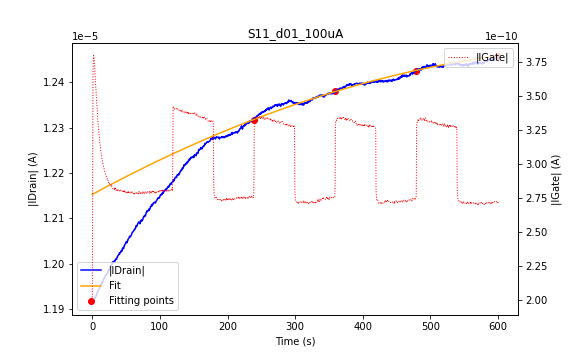 S11_d01_100uA
1e−5
1e−10
|IGate|
1.24
1.23
1.22
1.21
1.20
1.19
|IDrain| (A)
3.75
3.50
3.25
3.00
2.75
2.50
2.25
2.00
|IGate| (A)
|IDrain|
Fit
Fitting points
0
100
200
300
400
500
600
Time (s)